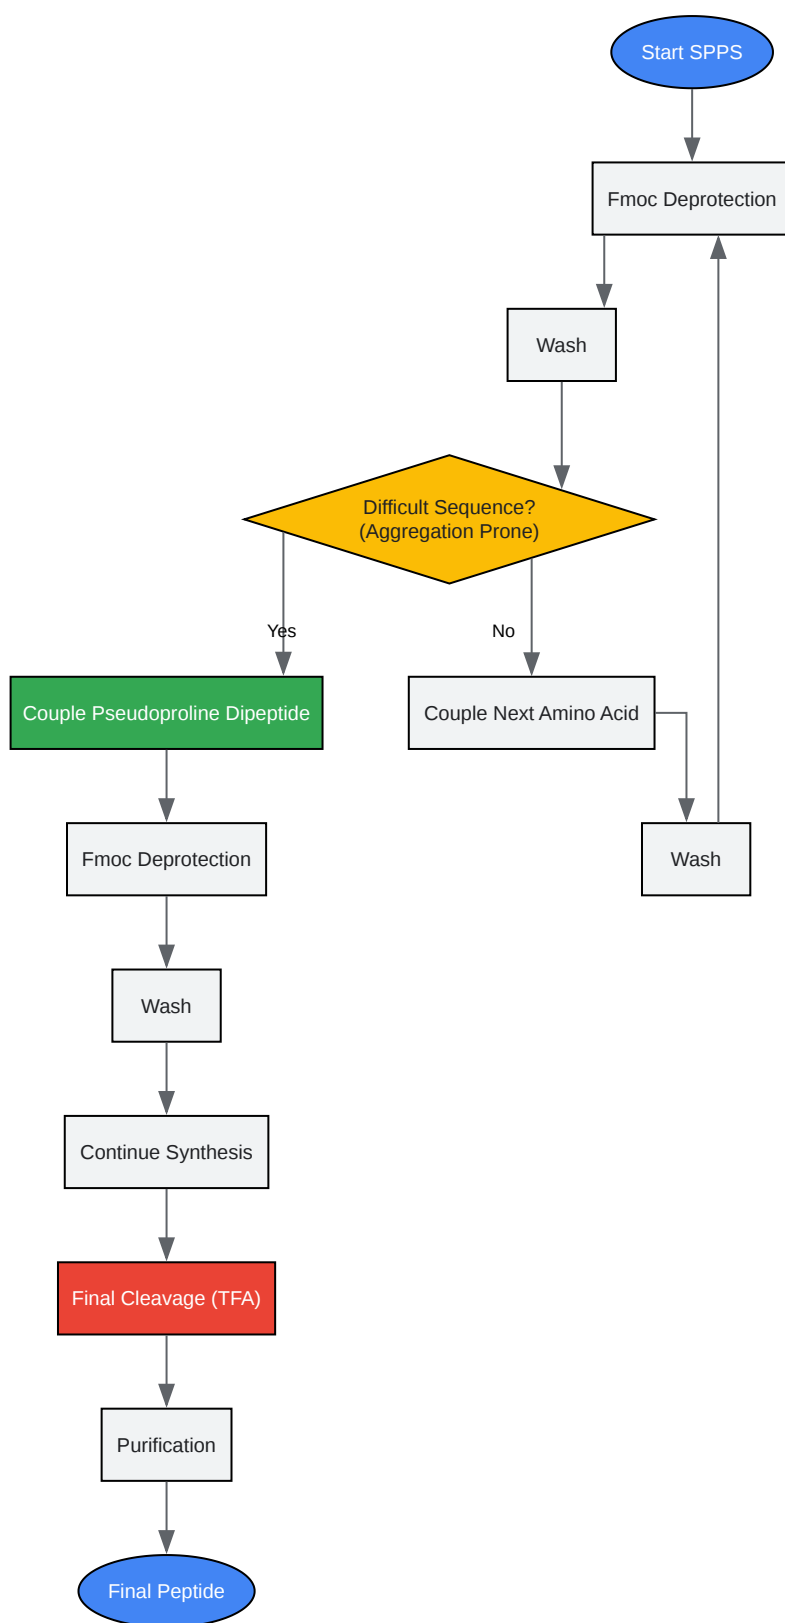 Start SPPS
Fmoc Deprotection
Wash
Difficult Sequence?
(Aggregation Prone)
Yes
No
Couple Pseudoproline Dipeptide
Couple Next Amino Acid
Fmoc Deprotection
Wash
Wash
Continue Synthesis
Final Cleavage (TFA)
Purification
Final Peptide